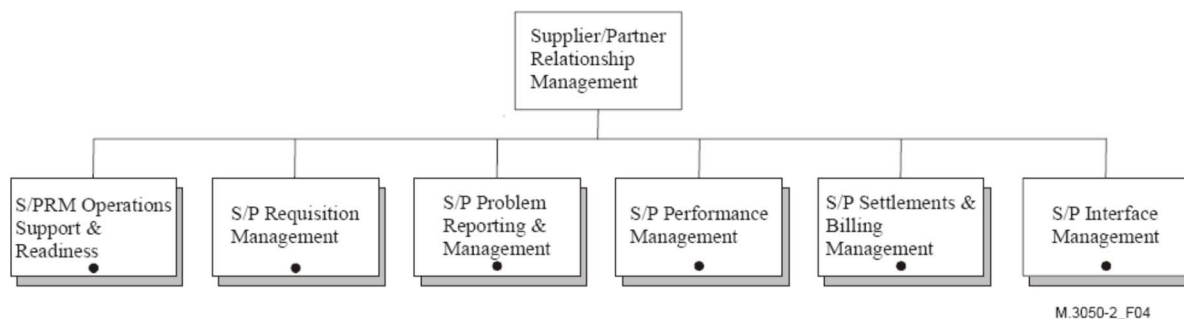 Supplier/Partner
Relationship
Management
S/PRM Operations
Support &
Readiness
S/P Requisition
Management
S/P Problem
Reporting &
Management
S/P Performance
Management
S/P Settlements &
Billing
Management
S/P Interface
Management
M.3050-2_F04